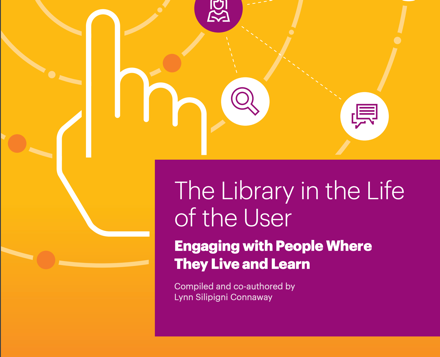 The Library in the Life
of the User
Engaging with People Where
They Live and Learn
Compiled and co-authored by
Lynn Silipigni Connaway